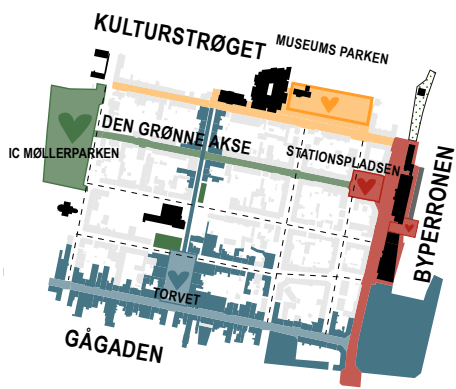 KULTURSTRØGET
MUSEUMS PARKEN
DEN GRØNNE AKSE
IC MØLLERPARKEN
STATIONSPLADSEN
BYPERRONEN
TORVET
GÅGADEN